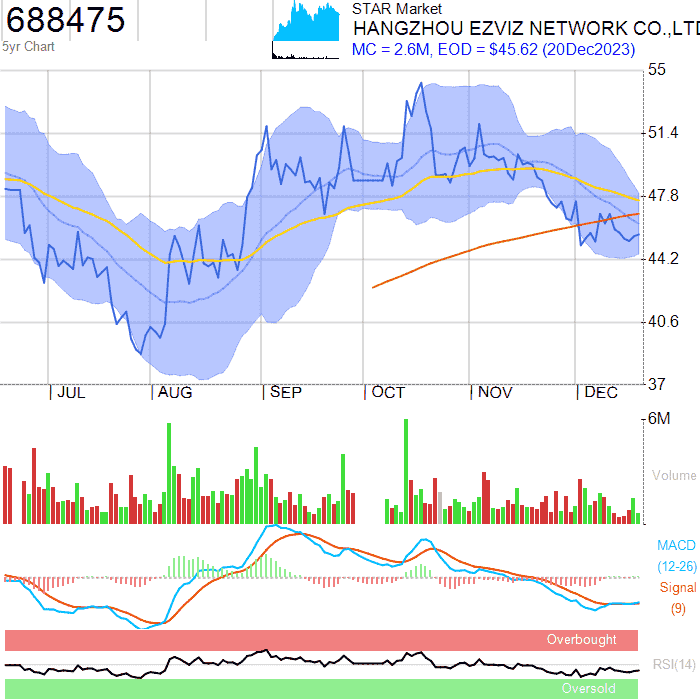 688475
5yr Chart
STAR Market
HANGZHOU EZVIZ NETWORK CO.,LTD
MC = 2.6M, EOD = $45.62 (20Dec2023)
55
51.4
47.8
44.2
40.6
37
JUL
AUG
SEP
OCT
NOV
DEC
6M
Volume
MACD
(12-26)
Signal
(9)
Overbought
RSI(14)
Oversold